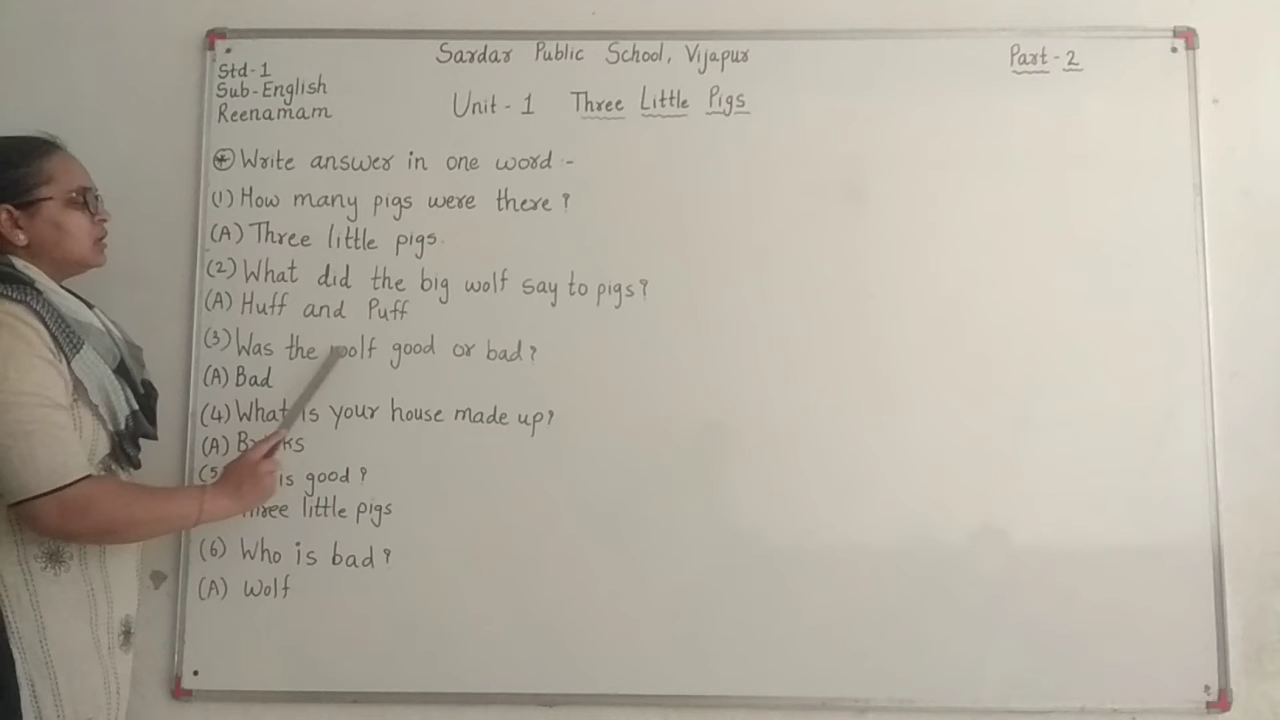 Std-1
Sub-English
Reenamam
Sardar Public School, Vijapur
Part-2
Unit-1 Three Little Pigs
Write answer in one word :-
(1) How many pigs were there?
(A) Three little pigs.
(2) What did the big wolf say to pigs?
(A) Huff and Puff
(3) Was the wolf good or bad?
(A) Bad
(4) What is your house made up?
(A) Bricks
(5 is good?
Three little pigs
(6) Who is bad?
(A) Wolf